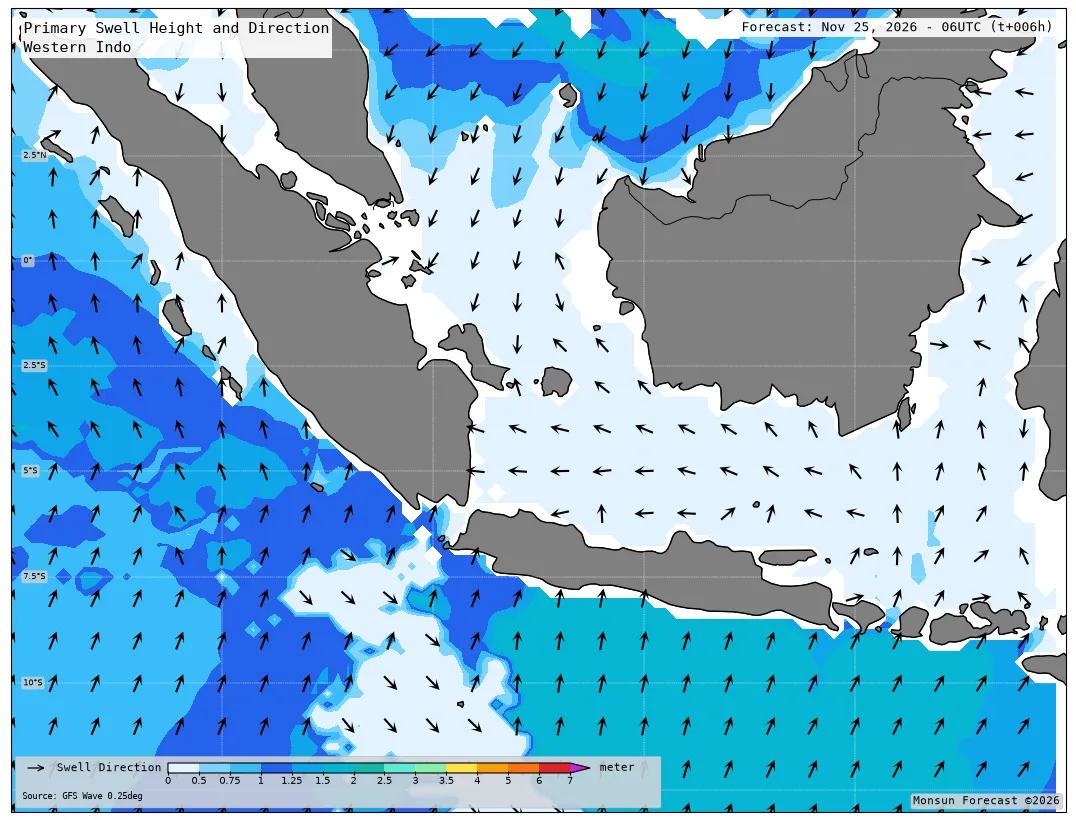 Primary Swell Height and Direction
Western Indo
Forecast: Nov 25, 2026 - 06UTC (t+006h)
2.5°N
0°
2.5°S
5°S
7.5°S
10°S
Swell Direction
0 0.5 0.75 1 1.25 1.5 2 2.5 3 3.5 4 5 6 7
meter
Source: GFS Wave 0.25deg
Monsun Forecast ©2026